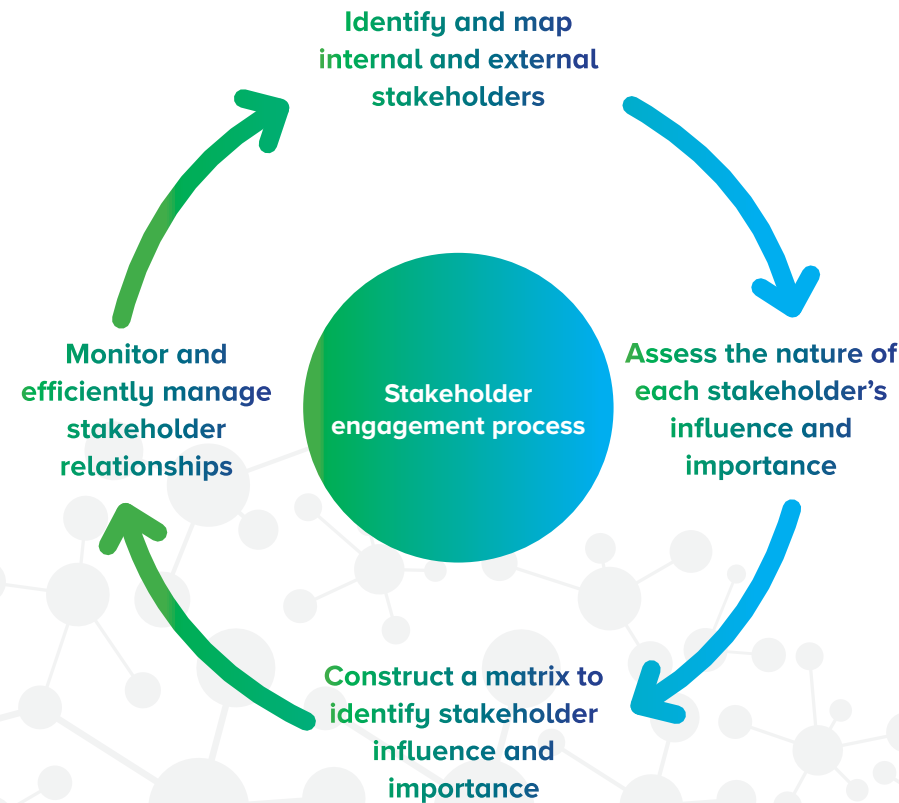 Identify and map
internal and external
stakeholders
Assess the nature of
each stakeholder’s
influence and
importance
Construct a matrix to
identify stakeholder
influence and
importance
Monitor and
efficiently manage
stakeholder
relationships
Stakeholder
engagement process